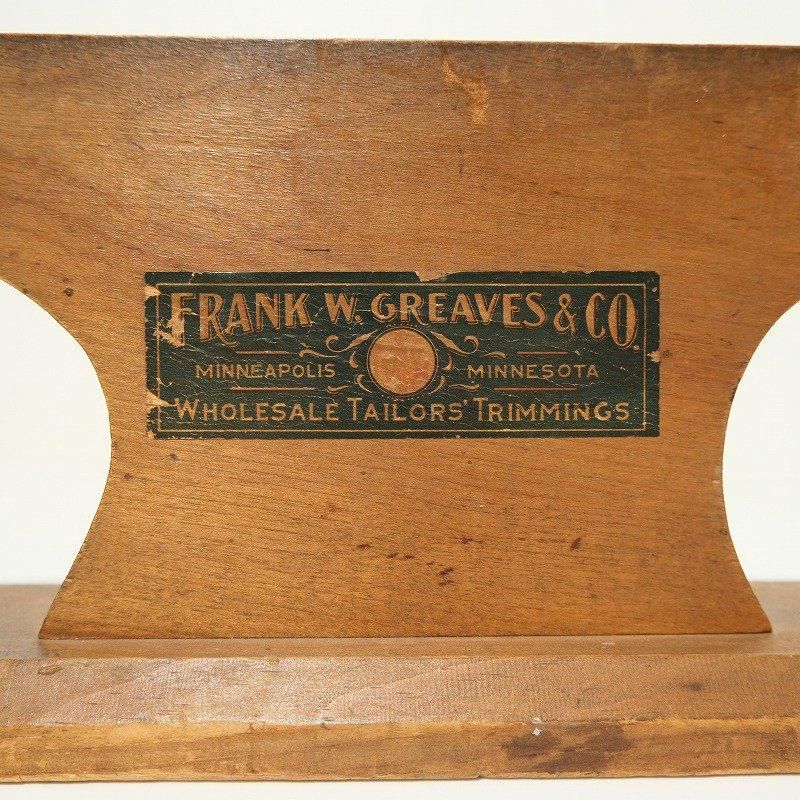 FRANK W. GREAVES & CO.
MINNEAPOLIS MINNESOTA
WHOLESALE TAILORS' TRIMMINGS